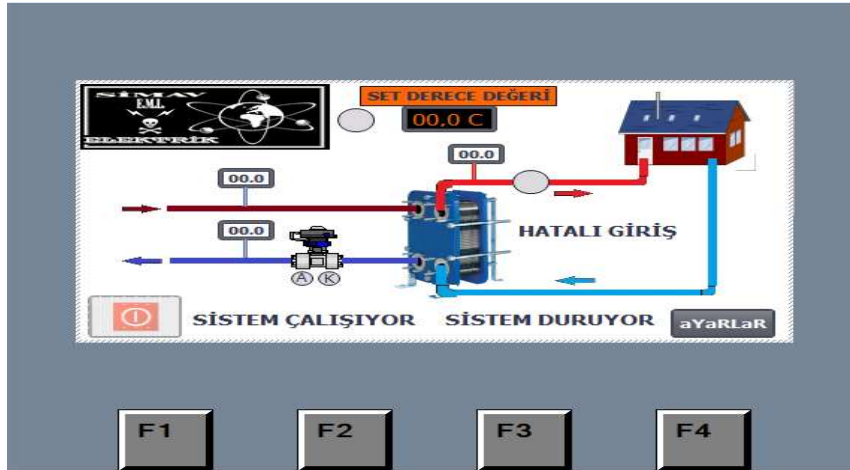 SİMAV
E.M.L
ELEKTRİK
SET DERECE DEĞERİ
00,0 C
00.0
00.0
00.0
HATALI GİRİŞ
A K
SİSTEM ÇALIŞIYOR
SİSTEM DURUYOR
aYaRLaR
F1
F2
F3
F4